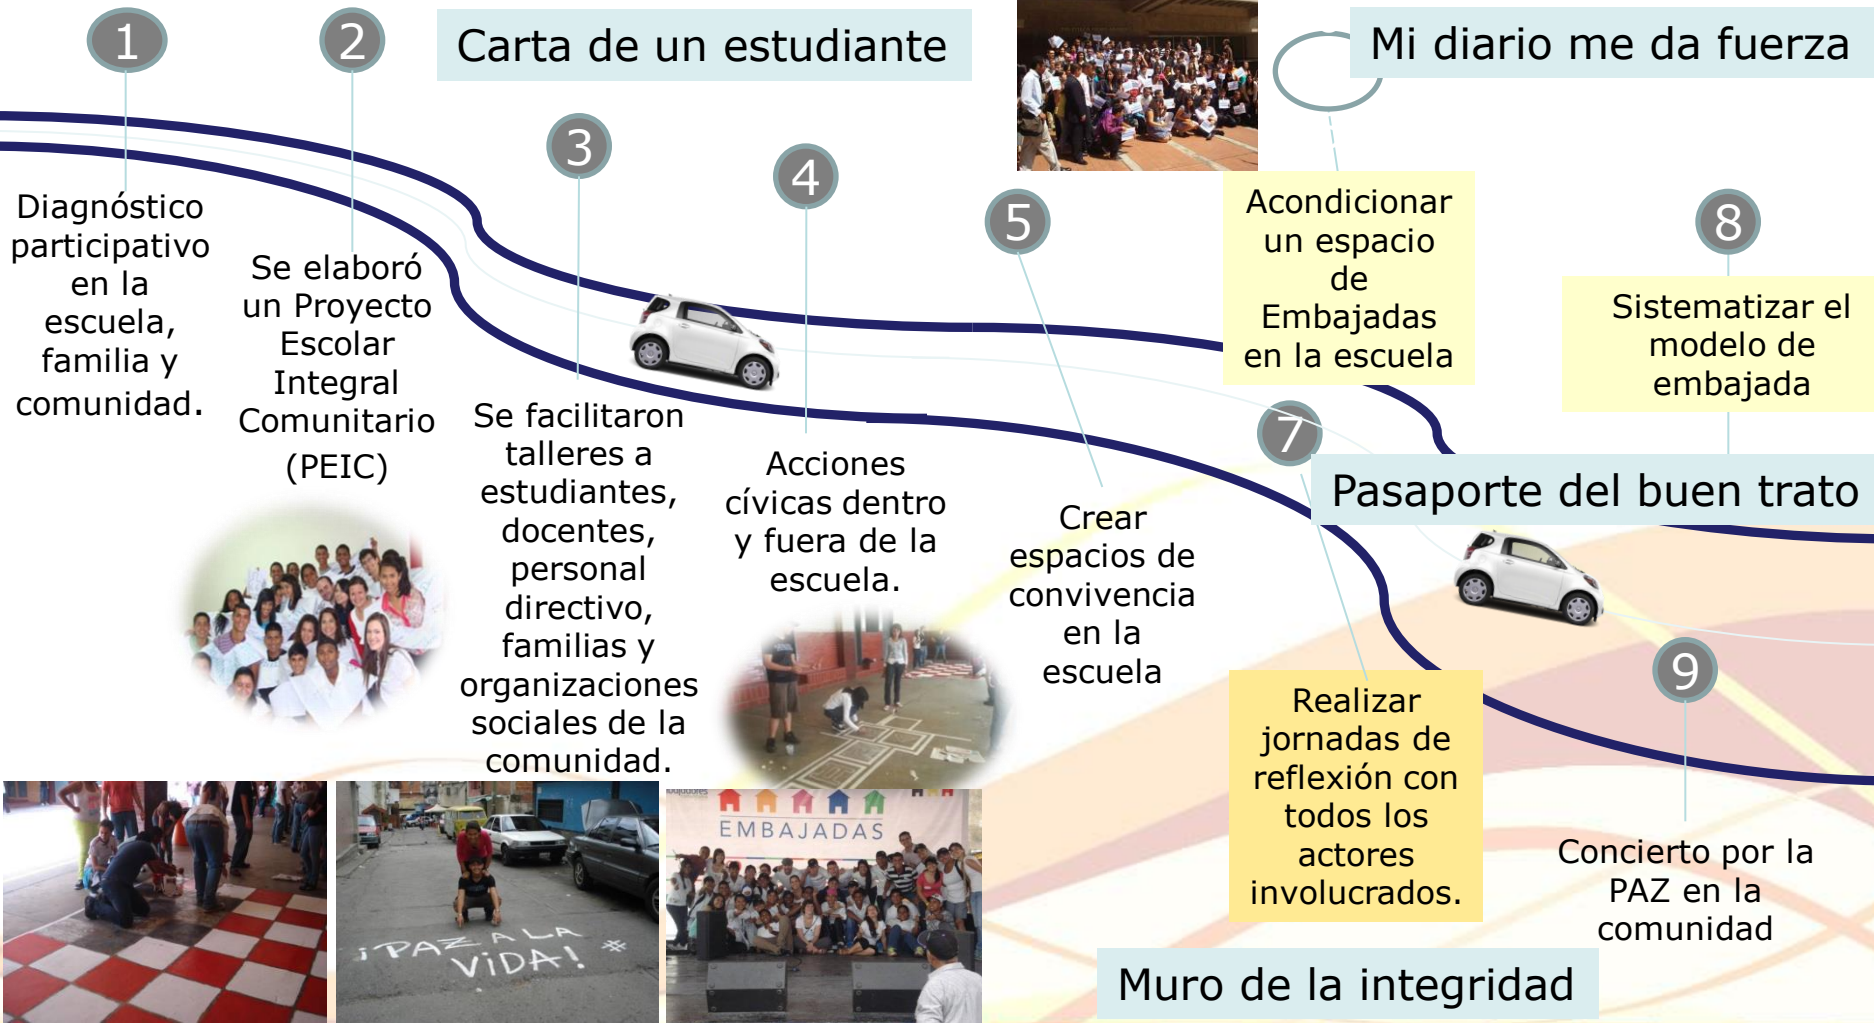 1
2
Carta de un estudiante
Mi diario me da fuerza
3
4
5
8
Diagnóstico
participativo
en la
escuela,
familia y
comunidad.
Se elaboró
un Proyecto
Escolar
Integral
Comunitario
(PEIC)
Se facilitaron
talleres a
estudiantes,
docentes,
personal
directivo,
familias y
organizaciones
sociales de la
comunidad.
Acciones
cívicas dentro
y fuera de la
escuela.
Crear
espacios de
convivencia
en la
escuela
Acondicionar
un espacio
de
Embajadas
en la escuela
7
Sistematizar el
modelo de
embajada
Pasaporte del buen trato
Realizar
jornadas de
reflexión con
todos los
actores
involucrados.
9
Concierto por la
PAZ en la
comunidad
¡PAZ A LA
VIDA! #
EMBAJADAS
Muro de la integridad